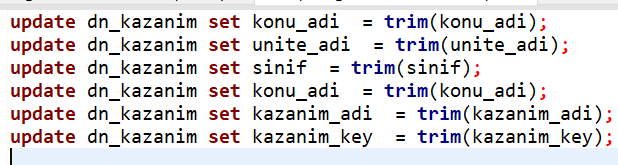 update dn_kazanim set konu_adi  = trim(konu_adi);
update dn_kazanim set unite_adi  = trim(unite_adi);
update dn_kazanim set sinif  = trim(sinif);
update dn_kazanim set konu_adi  = trim(konu_adi);
update dn_kazanim set kazanim_adi  = trim(kazanim_adi);
update dn_kazanim set kazanim_key  = trim(kazanim_key);